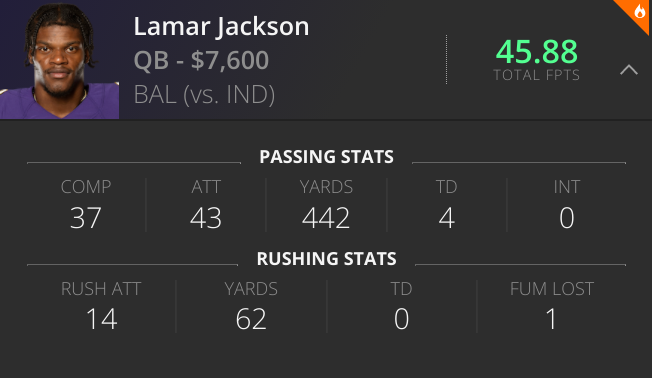 Lamar Jackson
QB - $7,600
BAL (vs. IND)
45.88
TOTAL FPTS
PASSING STATS
COMP ATT YARDS TD INT
37 43 442 4 0
RUSHING STATS
RUSH ATT YARDS TD FUM LOST
14 62 0 1